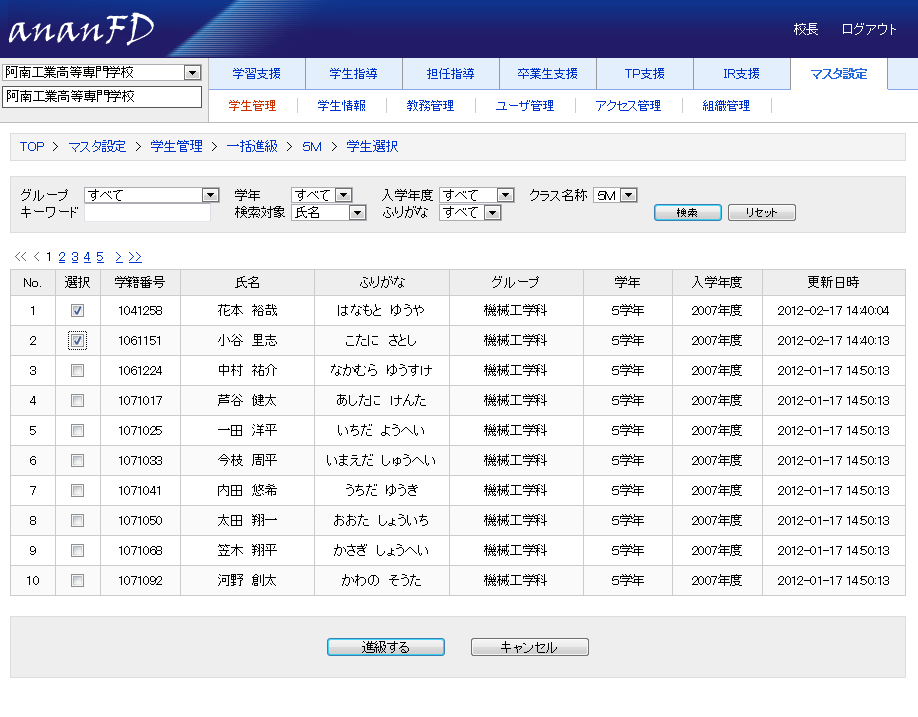 ananFD
校長 ログアウト
阿南工業高等専門学校
阿南工業高等専門学校
学習支援 学生指導 担任指導 卒業生支援 TP支援 IR支援 マスタ設定
学生管理 学生情報 教務管理 ユーザ管理 アクセス管理 組織管理
TOP > マスタ設定 > 学生管理 > 一括進級 > 5M > 学生選択
グループ すべて 学年 すべて 入学年度 すべて クラス名称 5M
キーワード 検索対象 氏名 ふりがな すべて 検索 リセット
<< < 1 2 3 4 5 > >>
No. 選択 学籍番号 氏名 ふりがな グループ 学年 入学年度 更新日時
1 1041258 花本 裕哉 はなもと ゆうや 機械工学科 5学年 2007年度 2012-02-17 14:40:04
2 1061151 小谷 里志 こたに さとし 機械工学科 5学年 2007年度 2012-02-17 14:40:13
3 1061224 中村 祐介 なかむら ゆうすけ 機械工学科 5学年 2007年度 2012-01-17 14:50:13
4 1071017 芦谷 健太 あしたに けんた 機械工学科 5学年 2007年度 2012-01-17 14:50:13
5 1071025 一田 洋平 いちだ ようへい 機械工学科 5学年 2007年度 2012-01-17 14:50:13
6 1071033 今枝 周平 いまえだ しゅうへい 機械工学科 5学年 2007年度 2012-01-17 14:50:13
7 1071041 内田 悠希 うちだ ゆうき 機械工学科 5学年 2007年度 2012-01-17 14:50:13
8 1071050 太田 翔一 おおた しょういち 機械工学科 5学年 2007年度 2012-01-17 14:50:13
9 1071068 笠木 翔平 かさぎ しょうへい 機械工学科 5学年 2007年度 2012-01-17 14:50:13
10 1071092 河野 創太 かわの そうた 機械工学科 5学年 2007年度 2012-01-17 14:50:13
進級する キャンセル